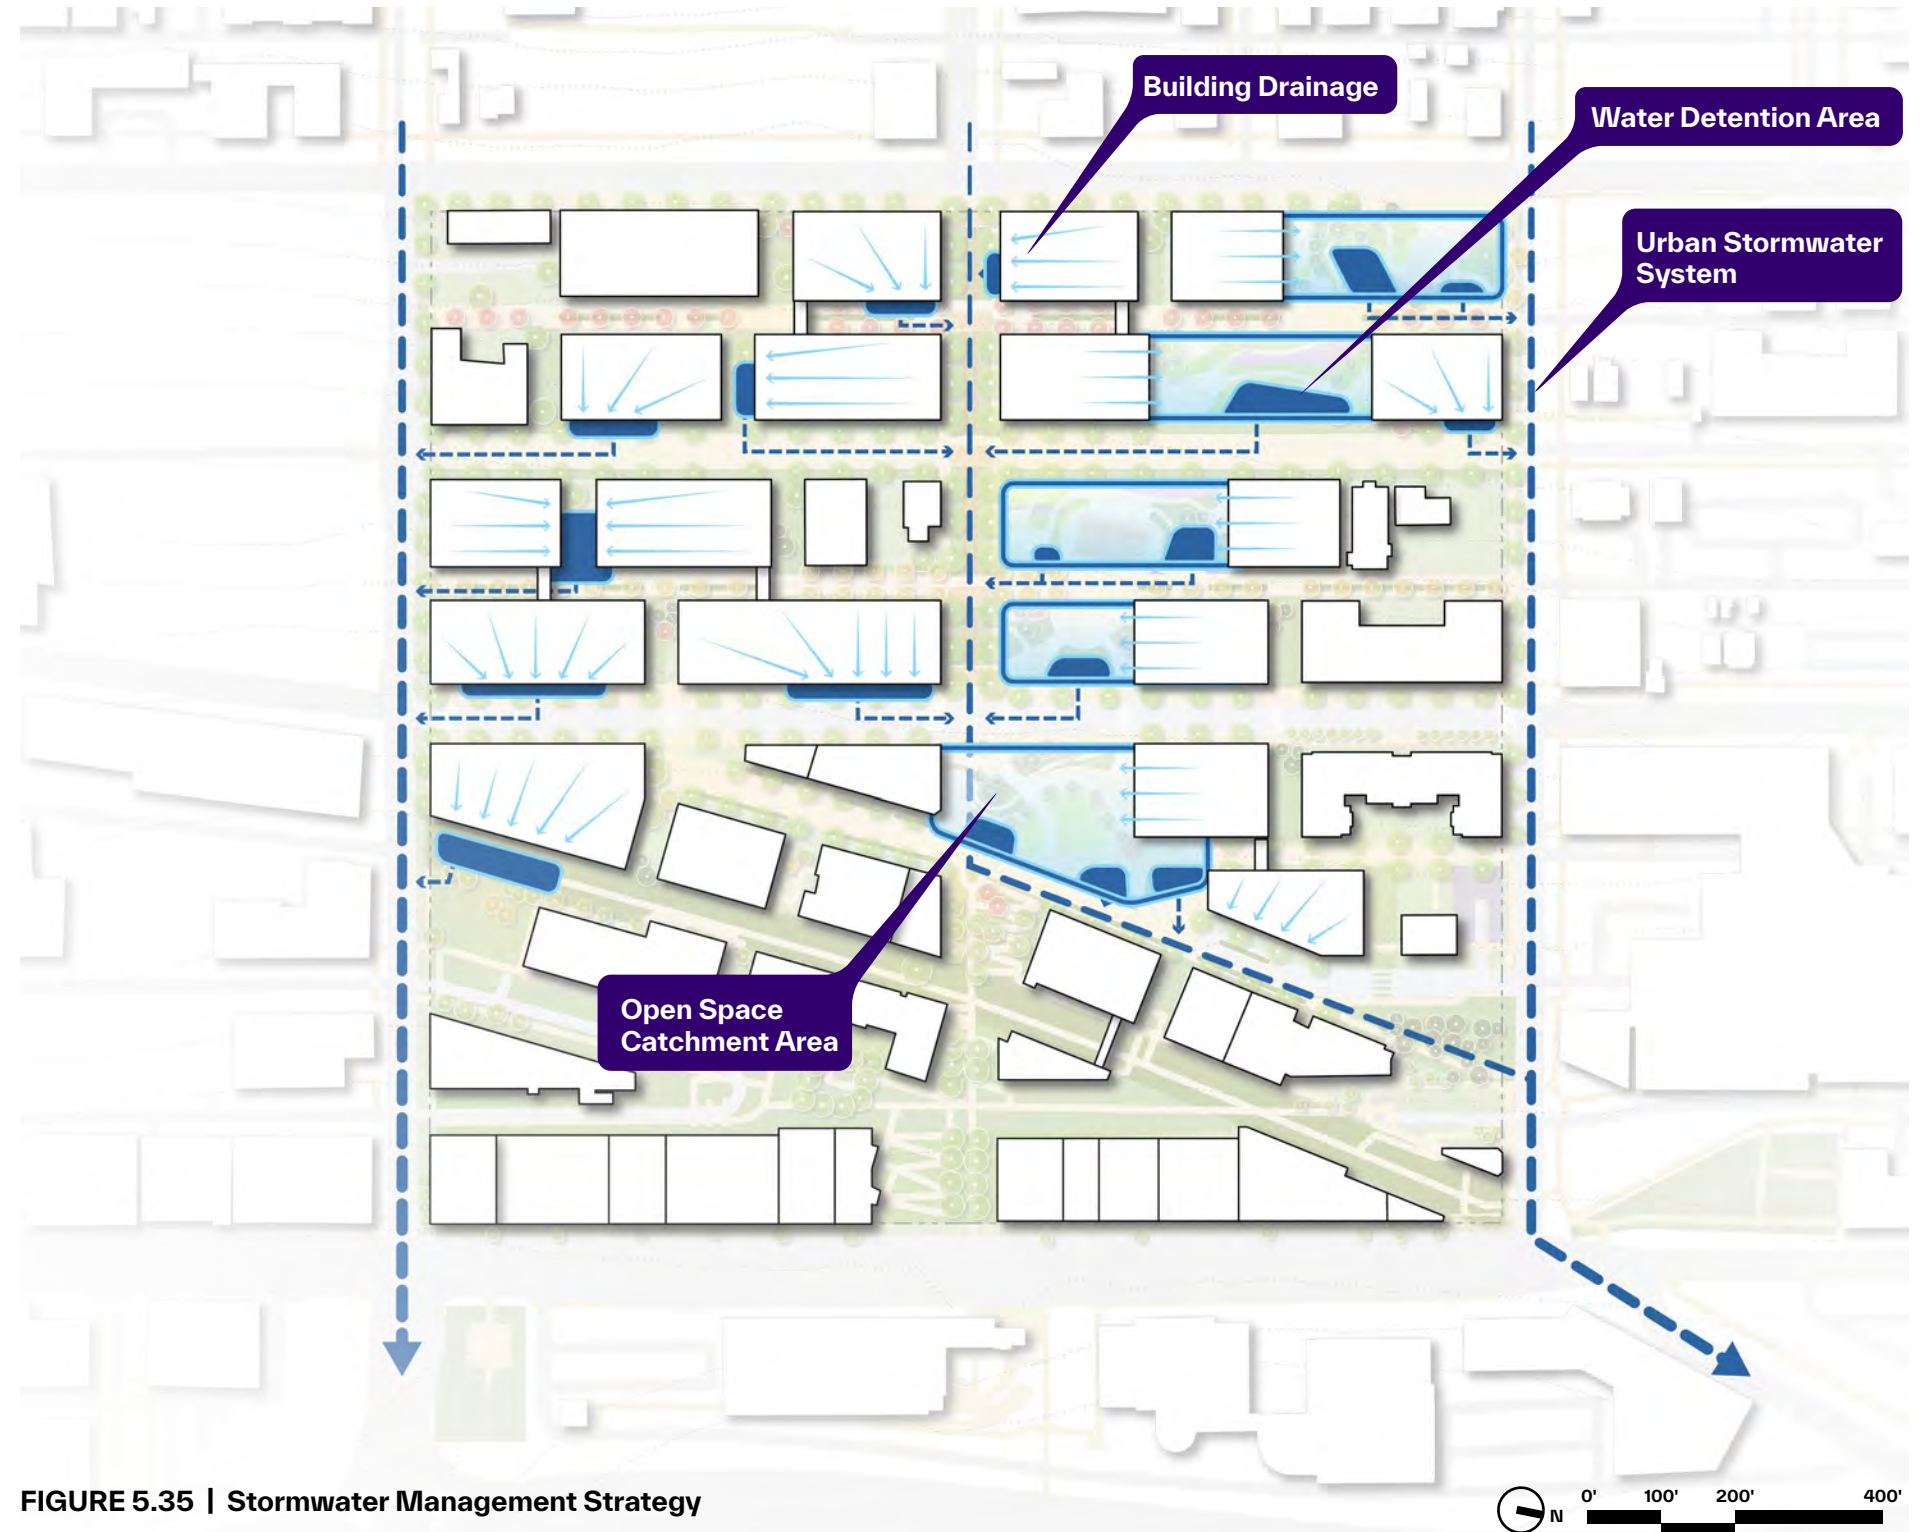 Building Drainage
Water Detention Area
Urban Stormwater
System
Open Space
Catchment Area
FIGURE 5.35 | Stormwater Management Strategy
N
0' 100' 200' 400'